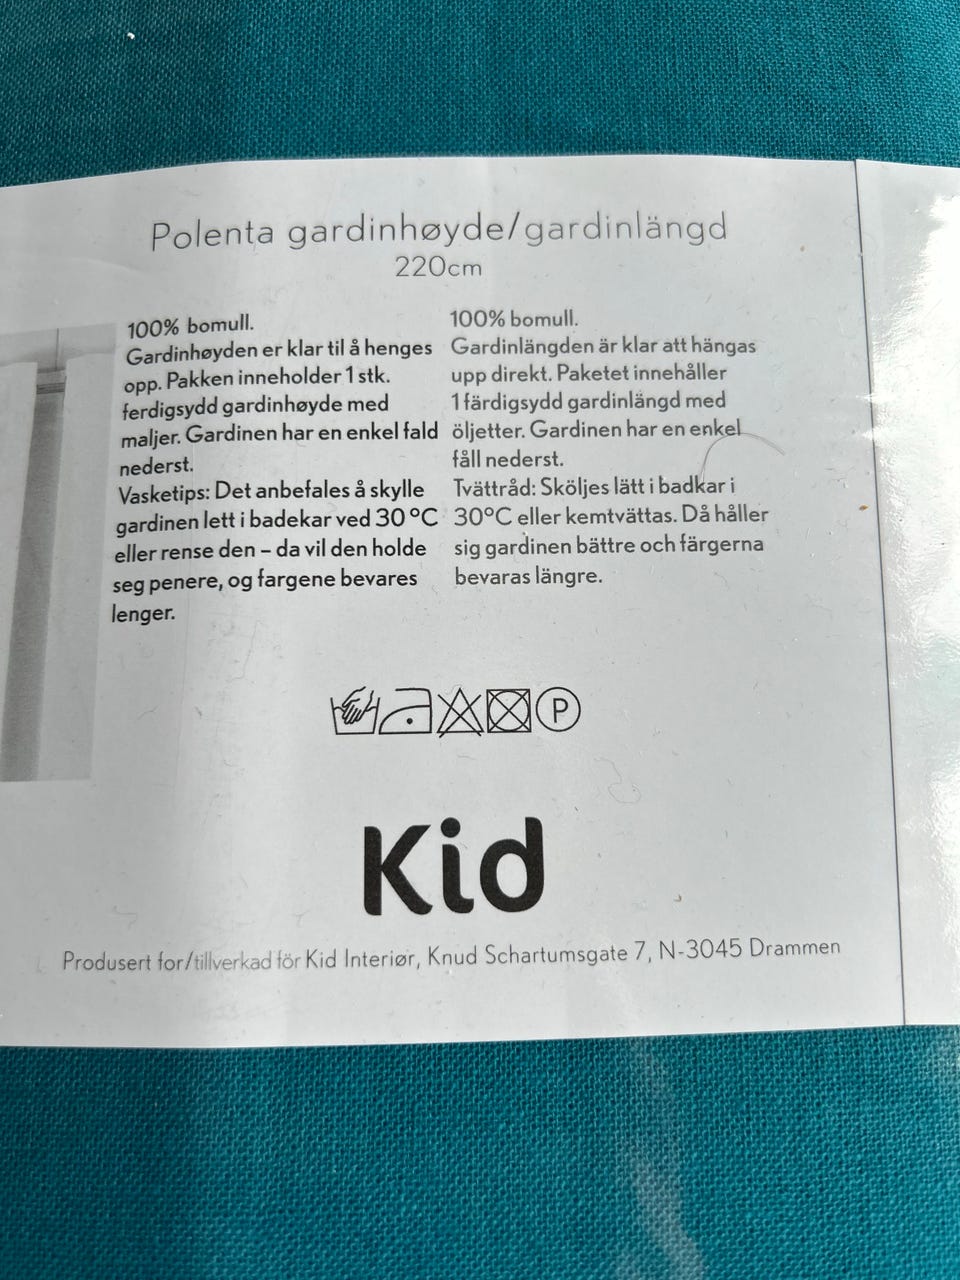 Polenta gardinhøyde/gardinlängd
220cm
100% bomull.
Gardinhøyden er klar til å henges
opp. Pakken inneholder 1 stk.
ferdigsydd gardinhøyde med
maljer. Gardinen har en enkel fald
nederst.
Vasketips: Det anbefales å skylle
gardinen lett i badekar ved 30 °C
eller rense den – da vil den holde
seg penere, og fargene bevares
lenger.
100% bomull.
Gardinlängden är klar att hängas
upp direkt. Paketet innehåller
1 färdigsydd gardinlängd med
öljetter. Gardinen har en enkel
fåll nederst.
Tvättråd: Sköljes lätt i badkar i
30°C eller kemtvättas. Då håller
sig gardinen bättre och färgerna
bevaras längre.
P
Kid
Produsert for/tillverkad för Kid Interiør, Knud Schartumsgate 7, N-3045 Drammen